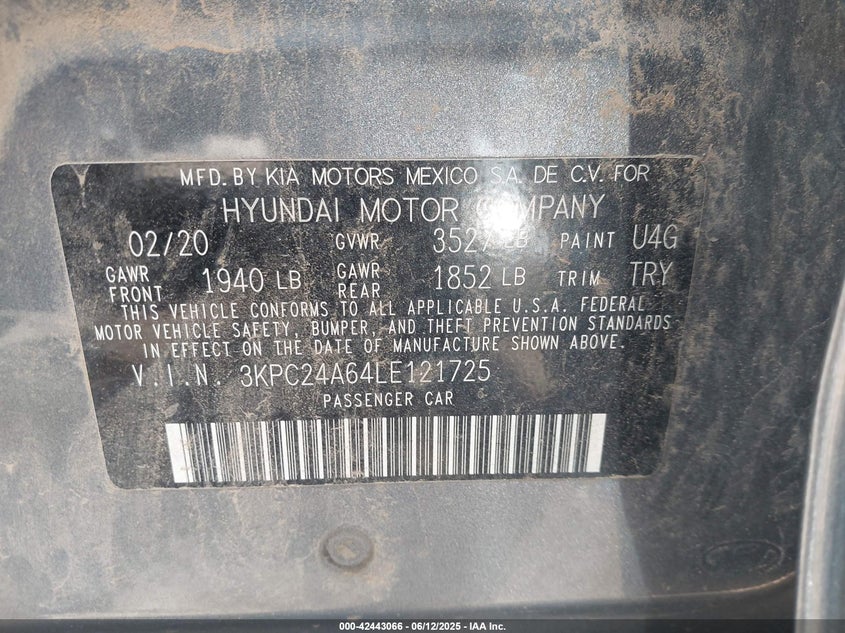 MFD. BY KIA MOTORS MEXICO S.A. DE C.V. FOR
HYUNDAI MOTOR COMPANY
02/20 GVWR 3527 LB PAINT U4G
GAWR FRONT 1940 LB GAWR REAR 1852 LB TRIM TRY
THIS VEHICLE CONFORMS TO ALL APPLICABLE U.S.A. FEDERAL
MOTOR VEHICLE SAFETY, BUMPER, AND THEFT PREVENTION STANDARDS
IN EFFECT ON THE DATE OF MANUFACTURE SHOWN ABOVE.
V.I.N. 3KPC24A64LE121725
PASSENGER CAR
000-42443066 - 06/12/2025 - IAA Inc.